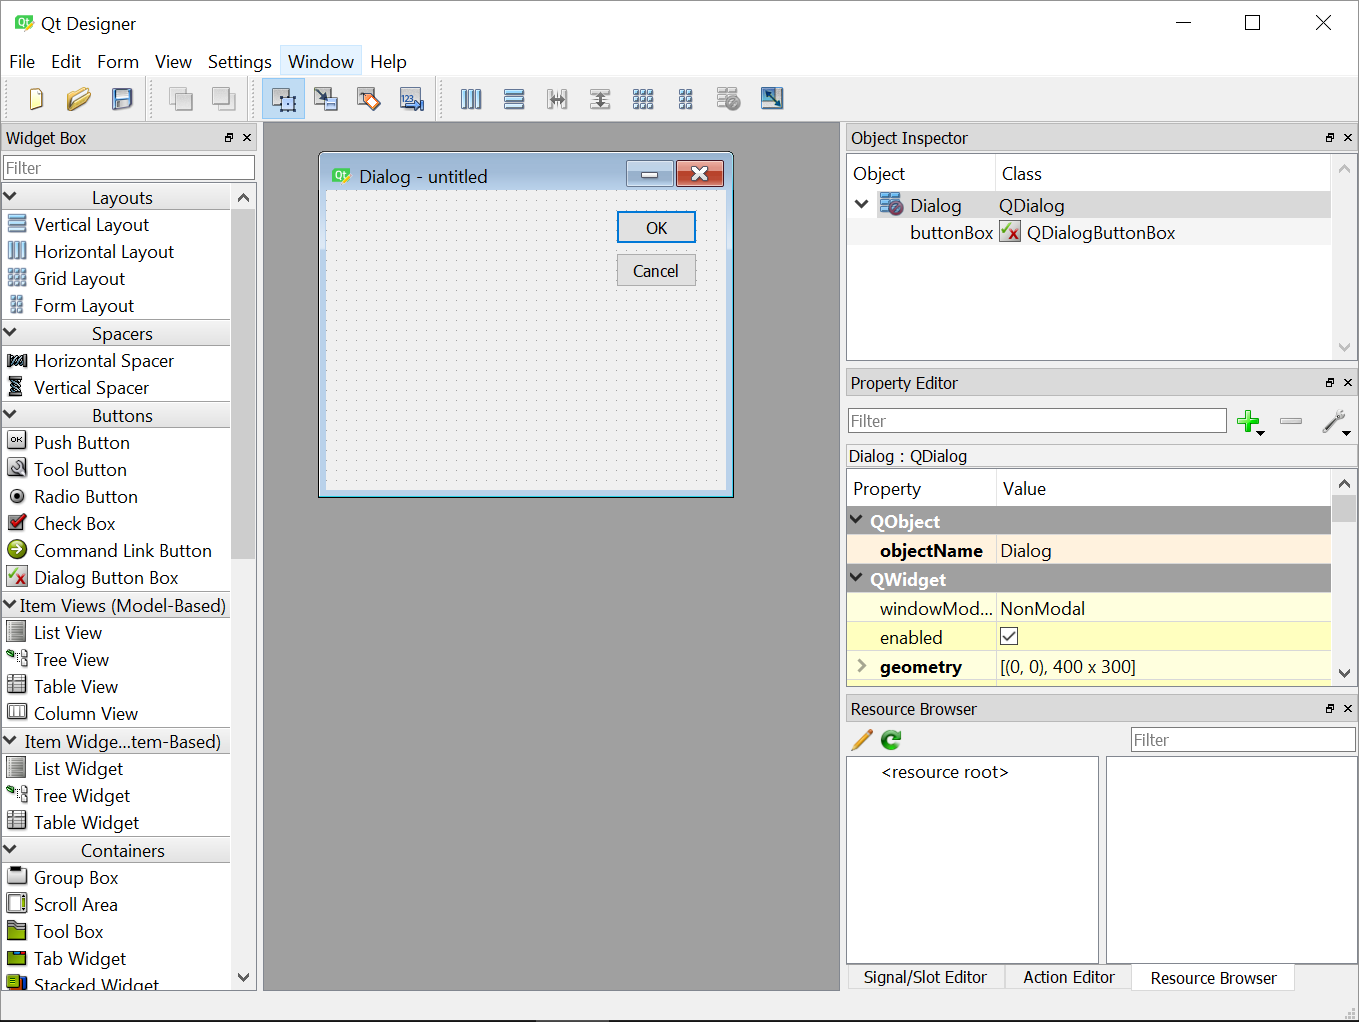 Qt Designer
File Edit Form View Settings Window Help
Widget Box
Filter
Layouts
Vertical Layout
Horizontal Layout
Grid Layout
Form Layout
Spacers
Horizontal Spacer
Vertical Spacer
Buttons
OK Push Button
Tool Button
Radio Button
Check Box
Command Link Button
Dialog Button Box
Item Views (Model-Based)
List View
Tree View
Table View
Column View
Item Widge...tem-Based)
List Widget
Tree Widget
Table Widget
Containers
Group Box
Scroll Area
Tool Box
Tab Widget
Stacked Widget
123
Qt Dialog - untitled
OK
Cancel
Object Inspector
Object Class
Dialog QDialog
buttonBox QDialogButtonBox
Property Editor
Filter
Dialog : QDialog
Property Value
QObject
objectName Dialog
QWidget
windowMod... NonModal
enabled
geometry [(0, 0), 400 x 300]
Resource Browser
Filter
<resource root>
Signal/Slot Editor Action Editor Resource Browser